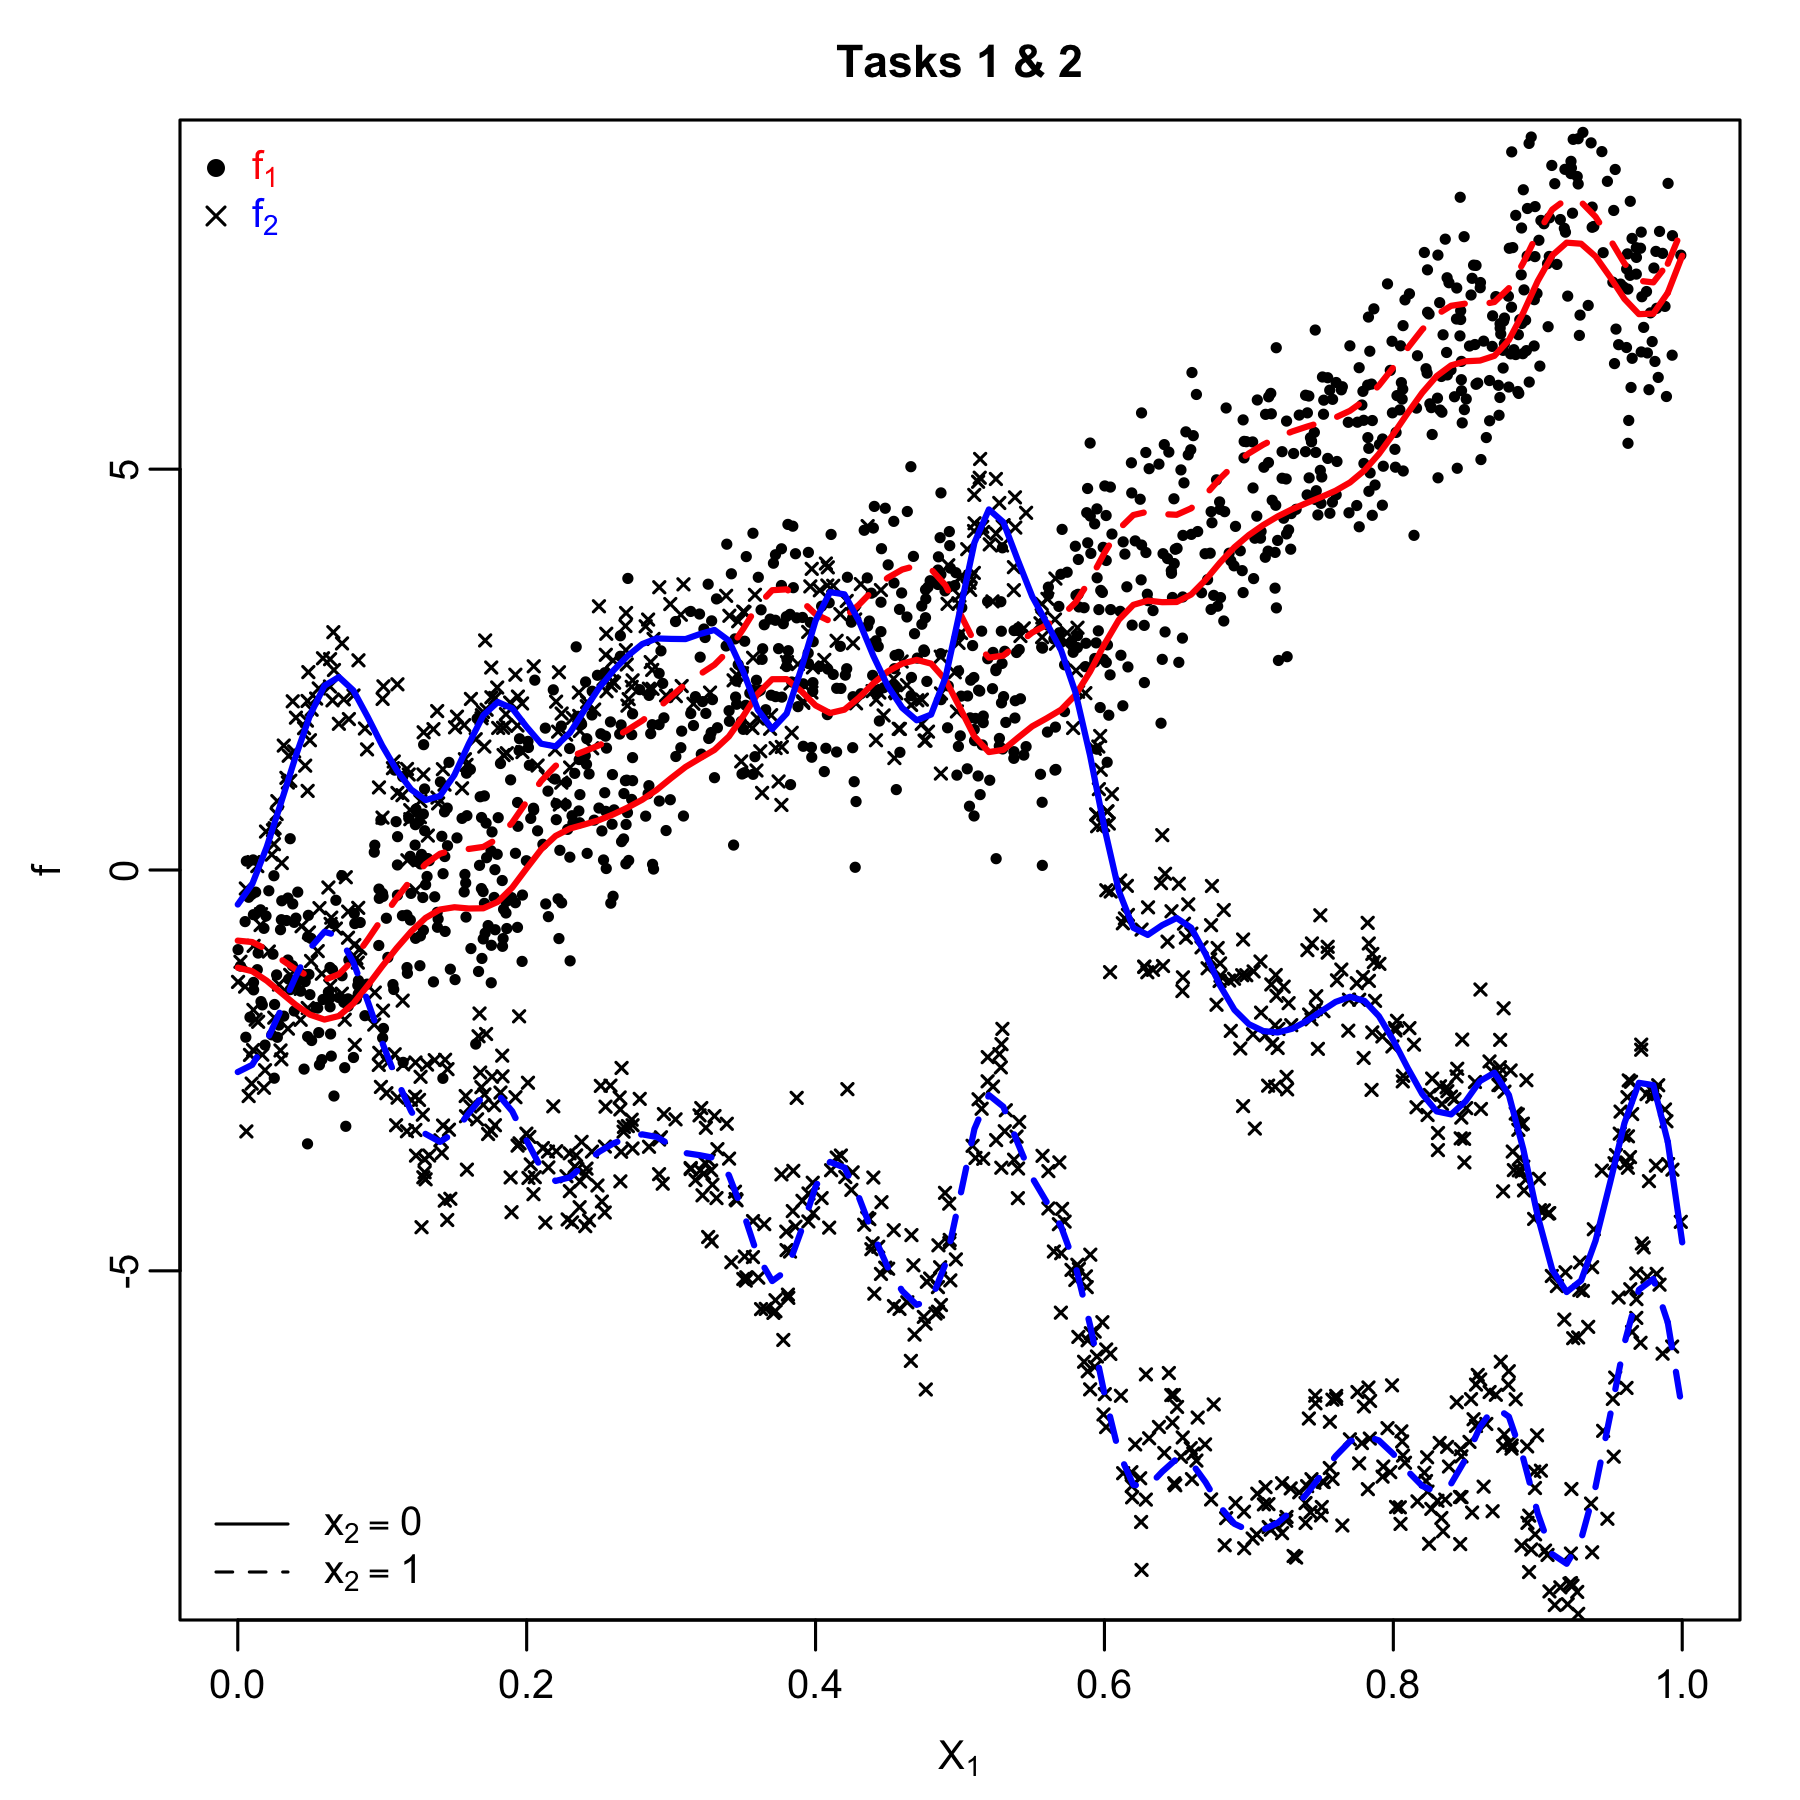 Tasks 1 & 2
f₁
f₂
f
5
0
-5
x₂ = 0
x₂ = 1
0.0 0.2 0.4 0.6 0.8 1.0
X₁